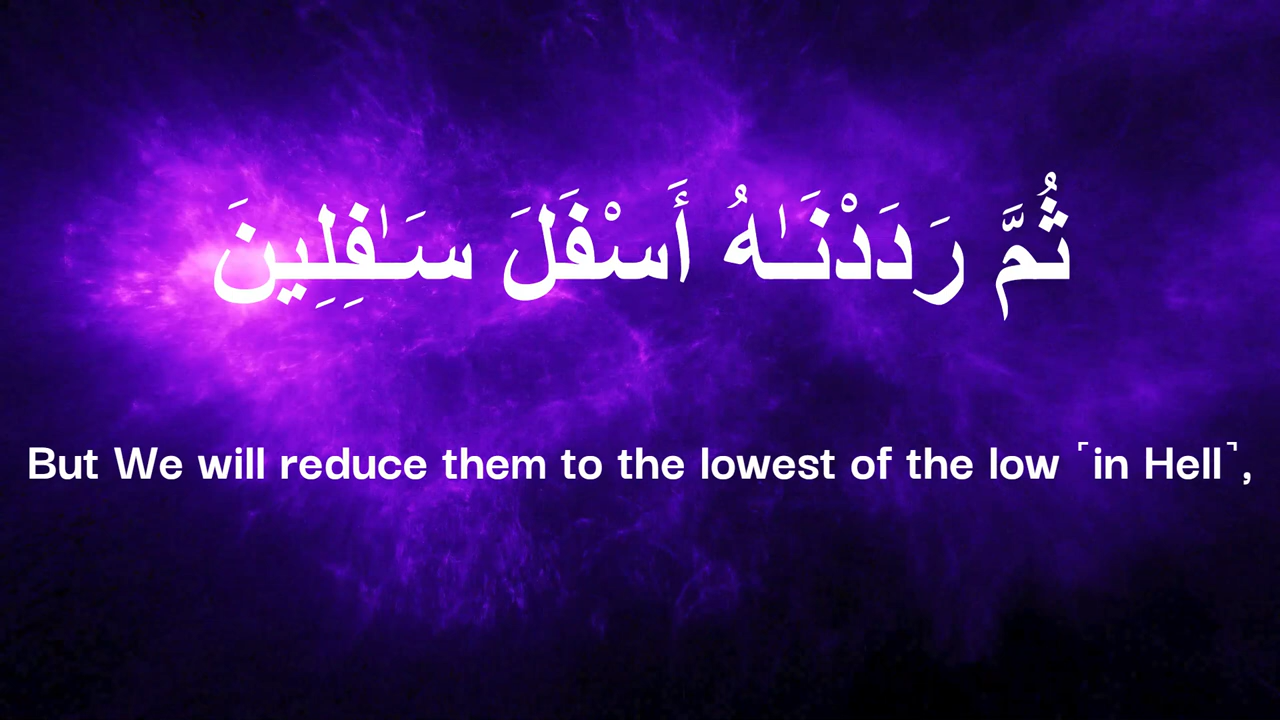 ثُمَّ رَدَدْنَـٰهُ أَسْفَلَ سَـٰفِلِينَ
But We will reduce them to the lowest of the low ˹in Hell˺,